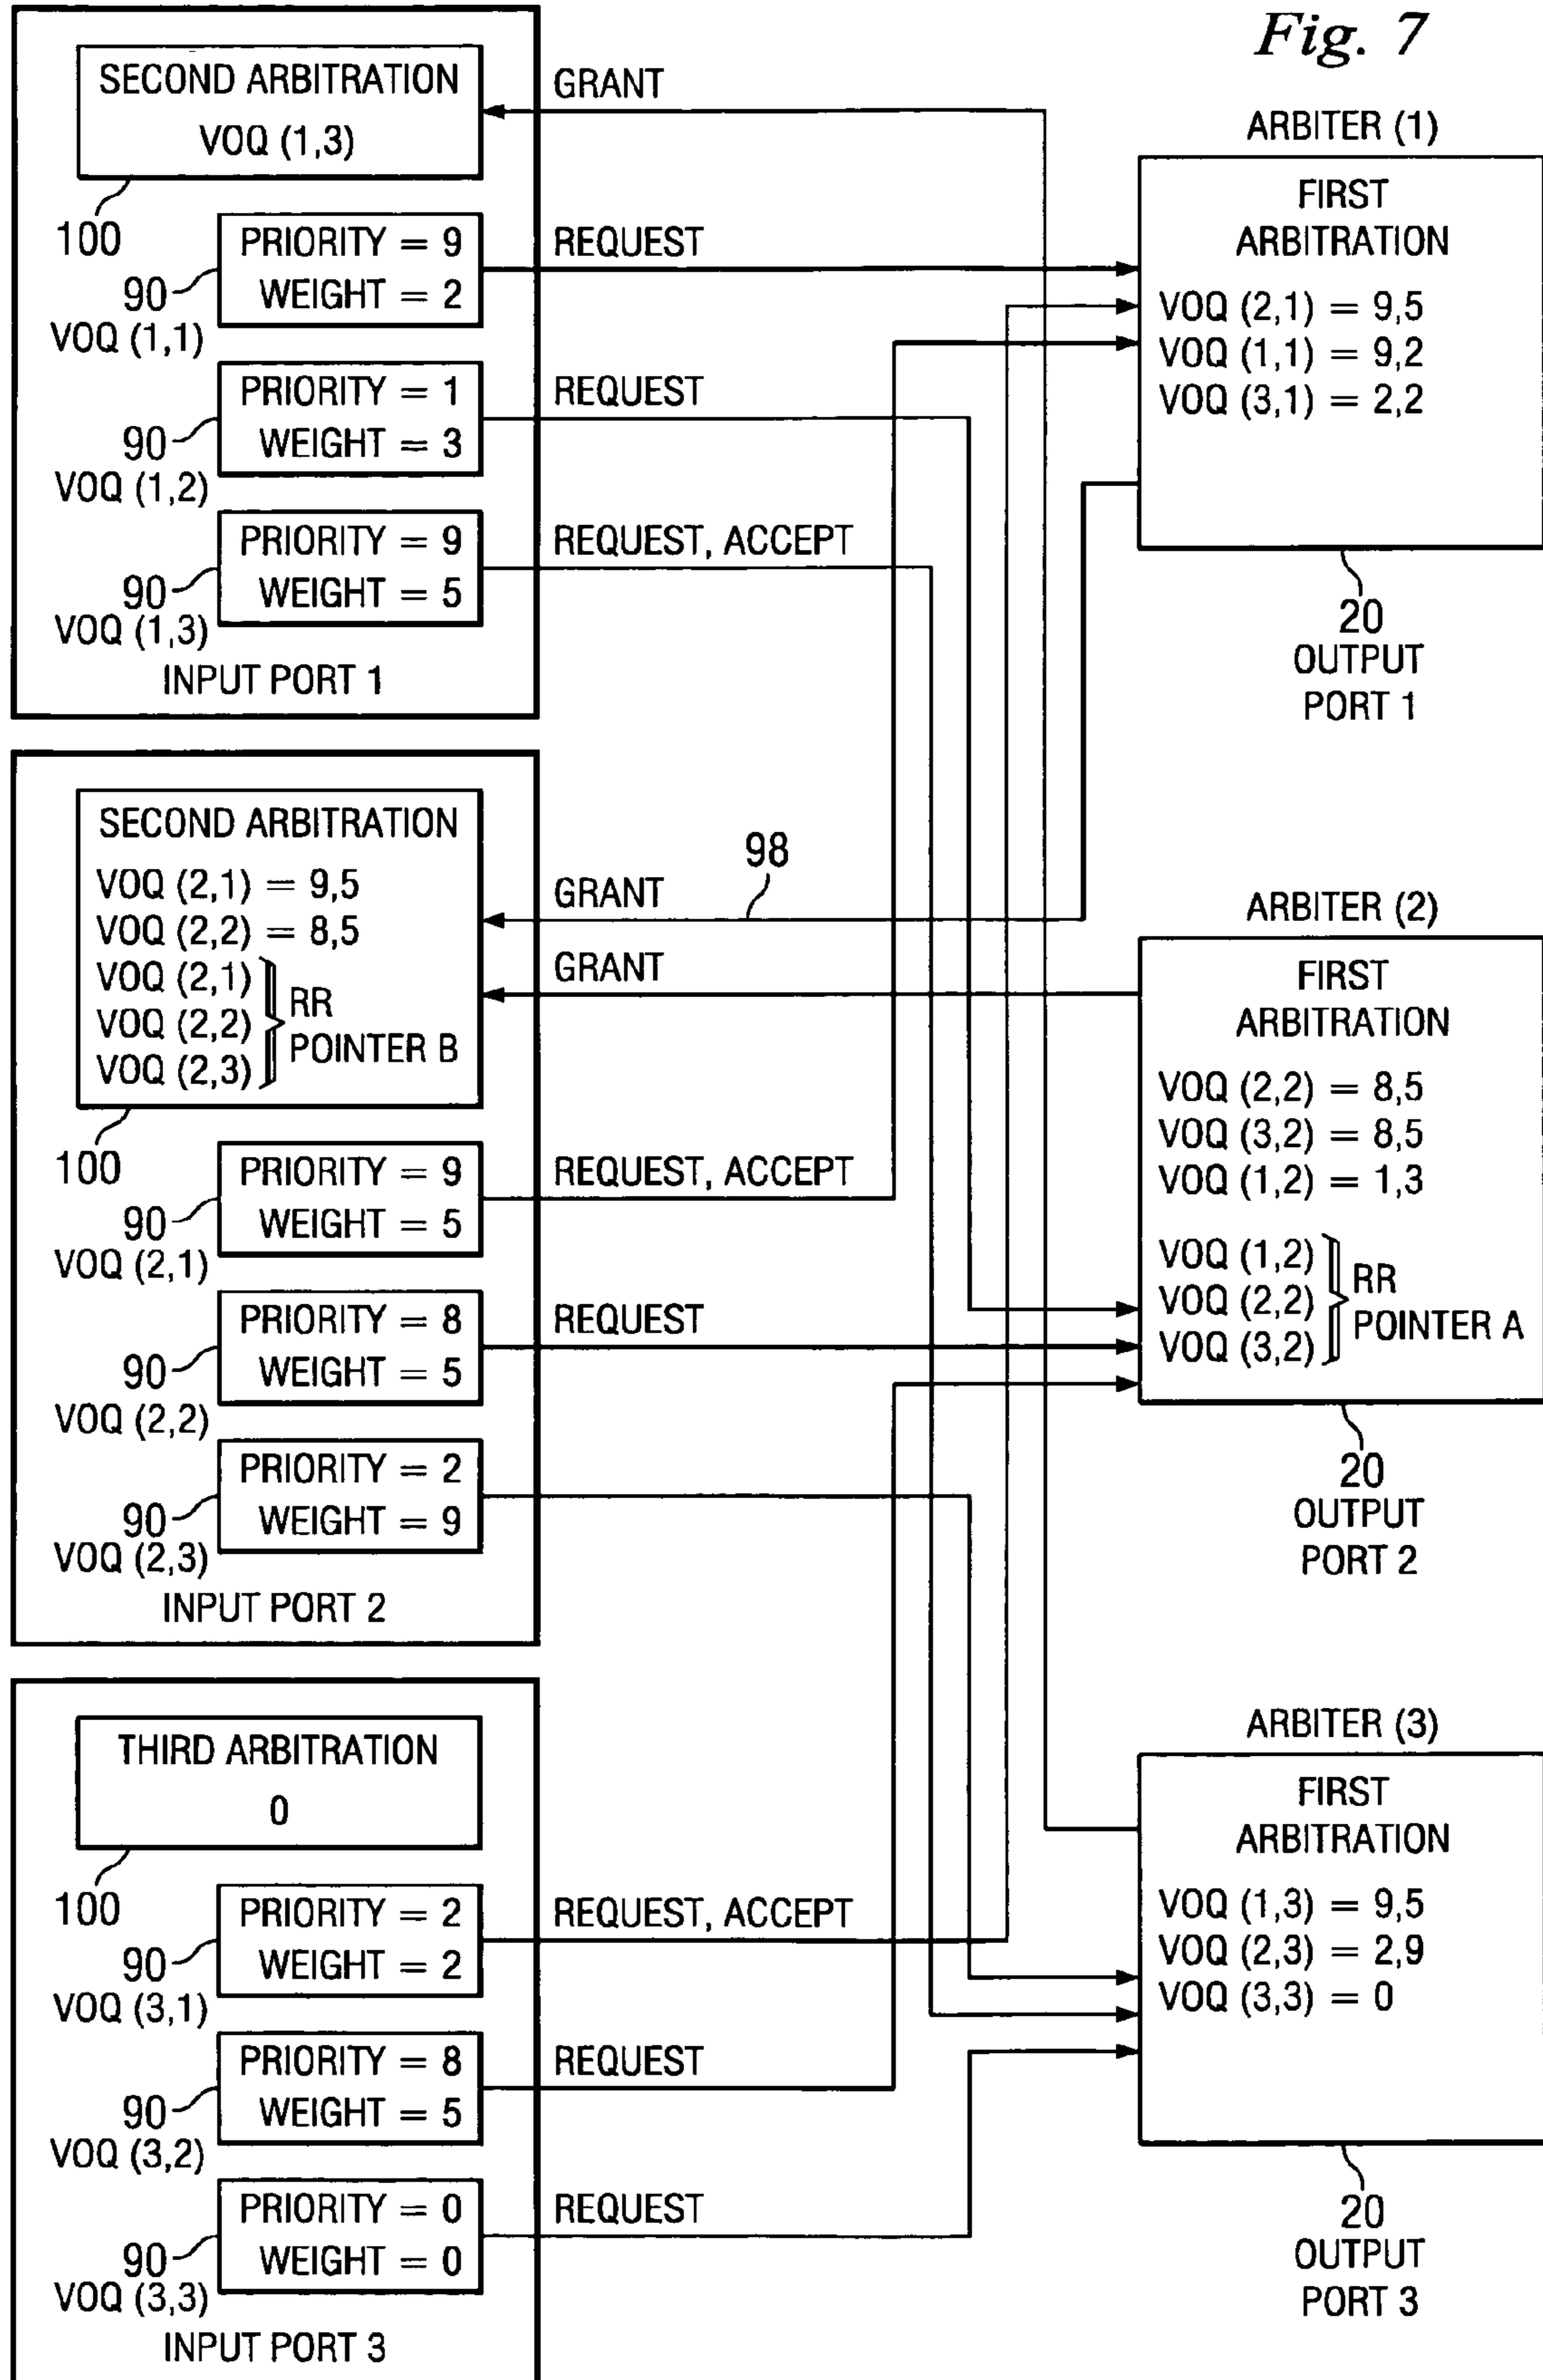 Fig. 7
SECOND ARBITRATION
VOQ (1,3)
100
PRIORITY = 9
WEIGHT = 2
90
VOQ (1,1)
PRIORITY = 1
WEIGHT = 3
90
VOQ (1,2)
PRIORITY = 9
WEIGHT = 5
90
VOQ (1,3)
INPUT PORT 1
GRANT
REQUEST
REQUEST
REQUEST, ACCEPT
ARBITER (1)
FIRST
ARBITRATION
VOQ (2,1) = 9,5
VOQ (1,1) = 9,2
VOQ (3,1) = 2,2
20
OUTPUT
PORT 1
SECOND ARBITRATION
VOQ (2,1) = 9,5
VOQ (2,2) = 8,5
VOQ (2,1)
VOQ (2,2)
VOQ (2,3)
RR
POINTER B
100
PRIORITY = 9
WEIGHT = 5
90
VOQ (2,1)
PRIORITY = 8
WEIGHT = 5
90
VOQ (2,2)
PRIORITY = 2
WEIGHT = 9
90
VOQ (2,3)
INPUT PORT 2
98
GRANT
GRANT
REQUEST, ACCEPT
REQUEST
ARBITER (2)
FIRST
ARBITRATION
VOQ (2,2) = 8,5
VOQ (3,2) = 8,5
VOQ (1,2) = 1,3
VOQ (1,2)
VOQ (2,2)
VOQ (3,2)
RR
POINTER A
20
OUTPUT
PORT 2
THIRD ARBITRATION
0
100
PRIORITY = 2
WEIGHT = 2
90
VOQ (3,1)
PRIORITY = 8
WEIGHT = 5
90
VOQ (3,2)
PRIORITY = 0
WEIGHT = 0
90
VOQ (3,3)
INPUT PORT 3
REQUEST, ACCEPT
REQUEST
REQUEST
ARBITER (3)
FIRST
ARBITRATION
VOQ (1,3) = 9,5
VOQ (2,3) = 2,9
VOQ (3,3) = 0
20
OUTPUT
PORT 3